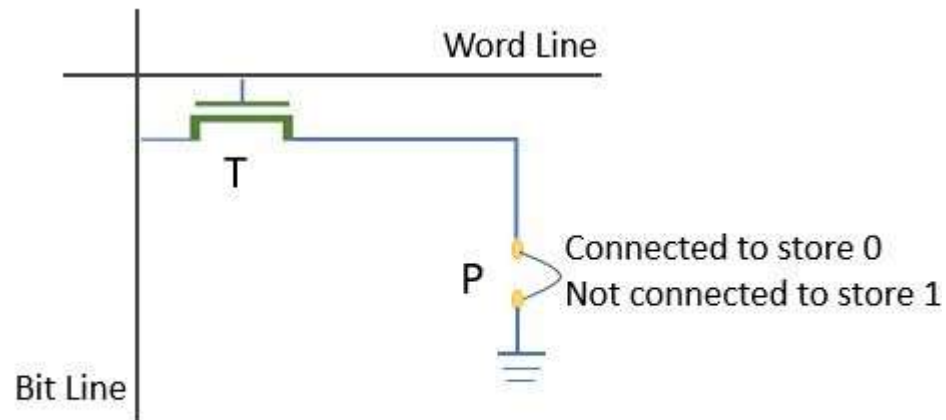 Word Line
T
Connected to store 0
P
Not connected to store 1
Bit Line